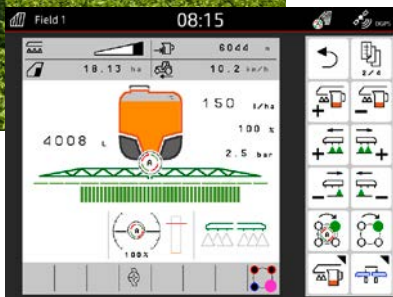 Field 1 08:15 DGPS
6044 m
18.13 ha 10.2 km/h
2/4
150 l/ha
100 %
4008 L
2.5 bar
A
A
100%
A